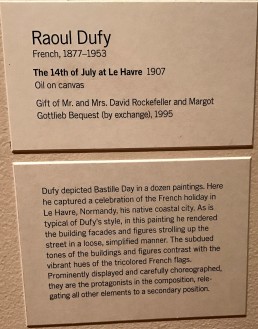 Raoul Dufy
French, 1877–1953
The 14th of July at Le Havre 1907
Oil on canvas
Gift of Mr. and Mrs. David Rockefeller and Margot
Gottlieb Bequest (by exchange), 1995
Dufy depicted Bastille Day in a dozen paintings. Here
he captured a celebration of the French holiday in
Le Havre, Normandy, his native coastal city. As is
typical of Dufy's style, in this painting he rendered
the building facades and figures strolling up the
street in a loose, simplified manner. The subdued
tones of the buildings and figures contrast with the
vibrant hues of the tricolored French flags.
Prominently displayed and carefully choreographed,
they are the protagonists in the composition, rele-
gating all other elements to a secondary position.